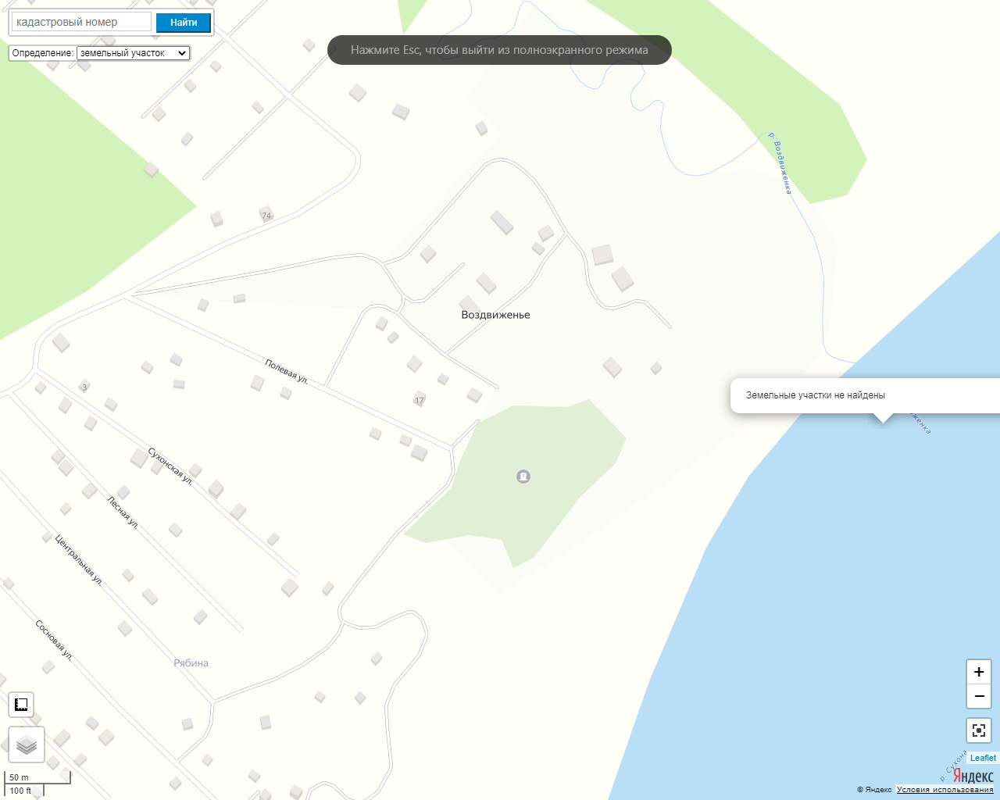 кадастровый номер
Найти
Определение: земельный участок
Нажмите Esc, чтобы выйти из полноэкранного режима
р. Воздвиженка
74
Воздвиженье
Полевая ул.
3
17
Земельные участки не найдены
Сухонская ул.
Лесная ул.
Центральная ул.
Сосновая ул.
Рябина
+
−
Leaflet
р. Сухона
Яндекс
50 m
100 ft
© Яндекс Условия использования